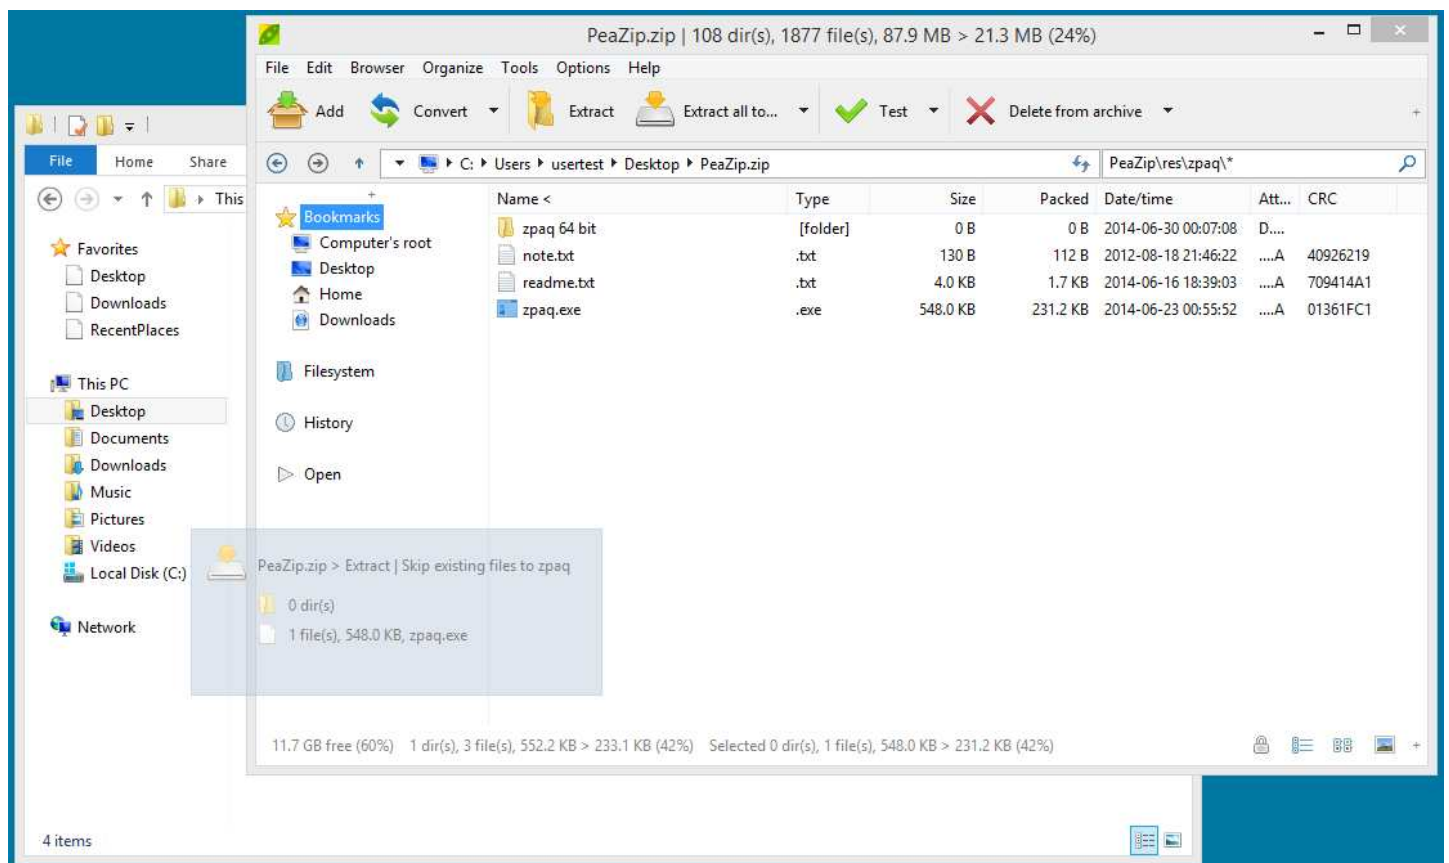 PeaZip.zip | 108 dir(s), 1877 file(s), 87.9 MB > 21.3 MB (24%)
File Edit Browser Organize Tools Options Help
Add Convert Extract Extract all to... Test Delete from archive
C: Users usertest Desktop PeaZip.zip PeaZip\res\zpaq\*
Bookmarks
Computer's root
Desktop
Home
Downloads
Filesystem
History
Open
Name < Type Size Packed Date/time Att... CRC
zpaq 64 bit [folder] 0 B 0 B 2014-06-30 00:07:08 D....
note.txt .txt 130 B 112 B 2012-08-18 21:46:22 ....A 40926219
readme.txt .txt 4.0 KB 1.7 KB 2014-06-16 18:39:03 ....A 709414A1
zpaq.exe .exe 548.0 KB 231.2 KB 2014-06-23 00:55:52 ....A 01361FC1
11.7 GB free (60%) 1 dir(s), 3 file(s), 552.2 KB > 233.1 KB (42%) Selected 0 dir(s), 1 file(s), 548.0 KB > 231.2 KB (42%)
File Home Share
This
Favorites
Desktop
Downloads
RecentPlaces
This PC
Desktop
Documents
Downloads
Music
Pictures
Videos
Local Disk (C:)
Network
PeaZip.zip > Extract | Skip existing files to zpaq
0 dir(s)
1 file(s), 548.0 KB, zpaq.exe
4 items